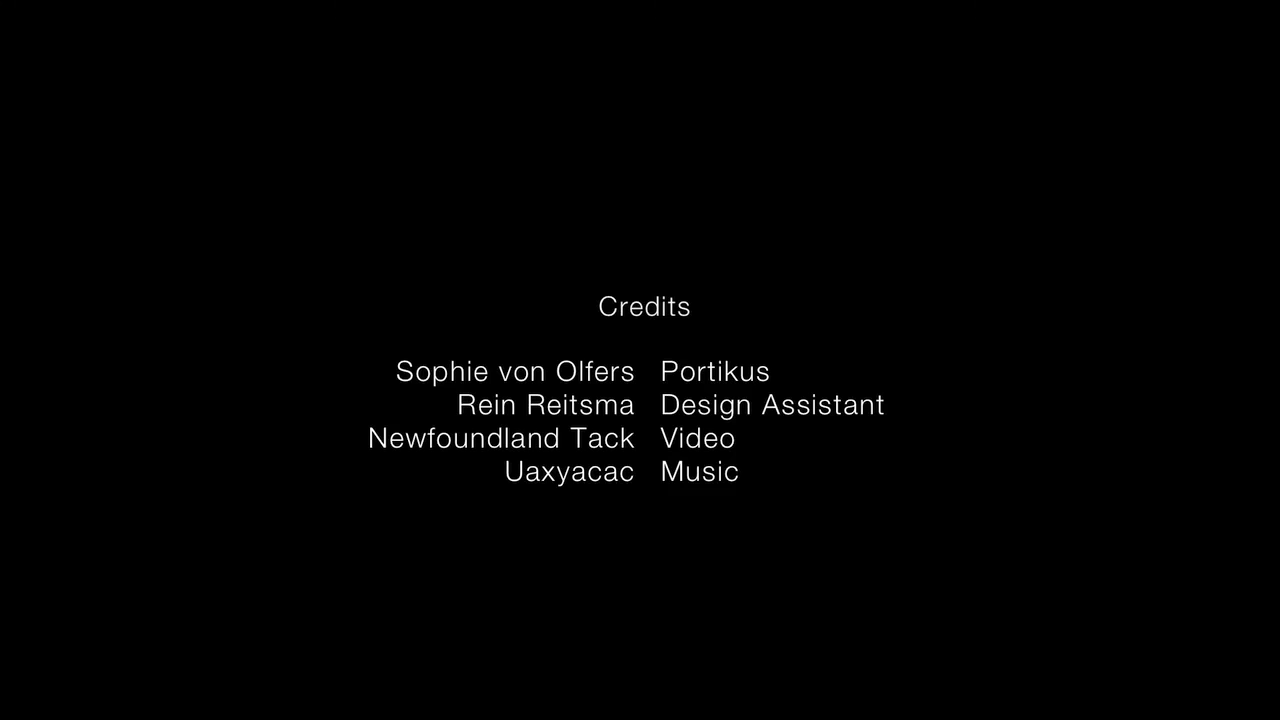 Credits
Sophie von Olfers Portikus
Rein Reitsma Design Assistant
Newfoundland Tack Video
Uaxyacac Music